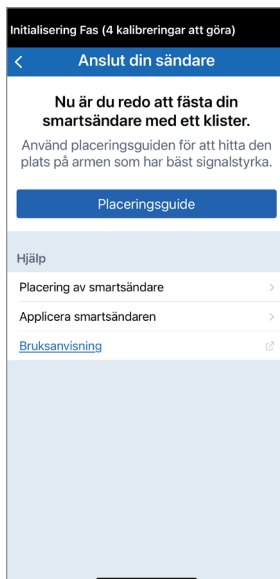 Initialisering Fas (4 kalibreringar att göra)
Anslut din sändare
Nu är du redo att fästa din
smartsändare med ett klister.
Använd placeringsguiden för att hitta den
plats på armen som har bäst signalstyrka.
Placeringsguide
Hjälp
Placering av smartsändare
Applicera smartsändaren
Bruksanvisning